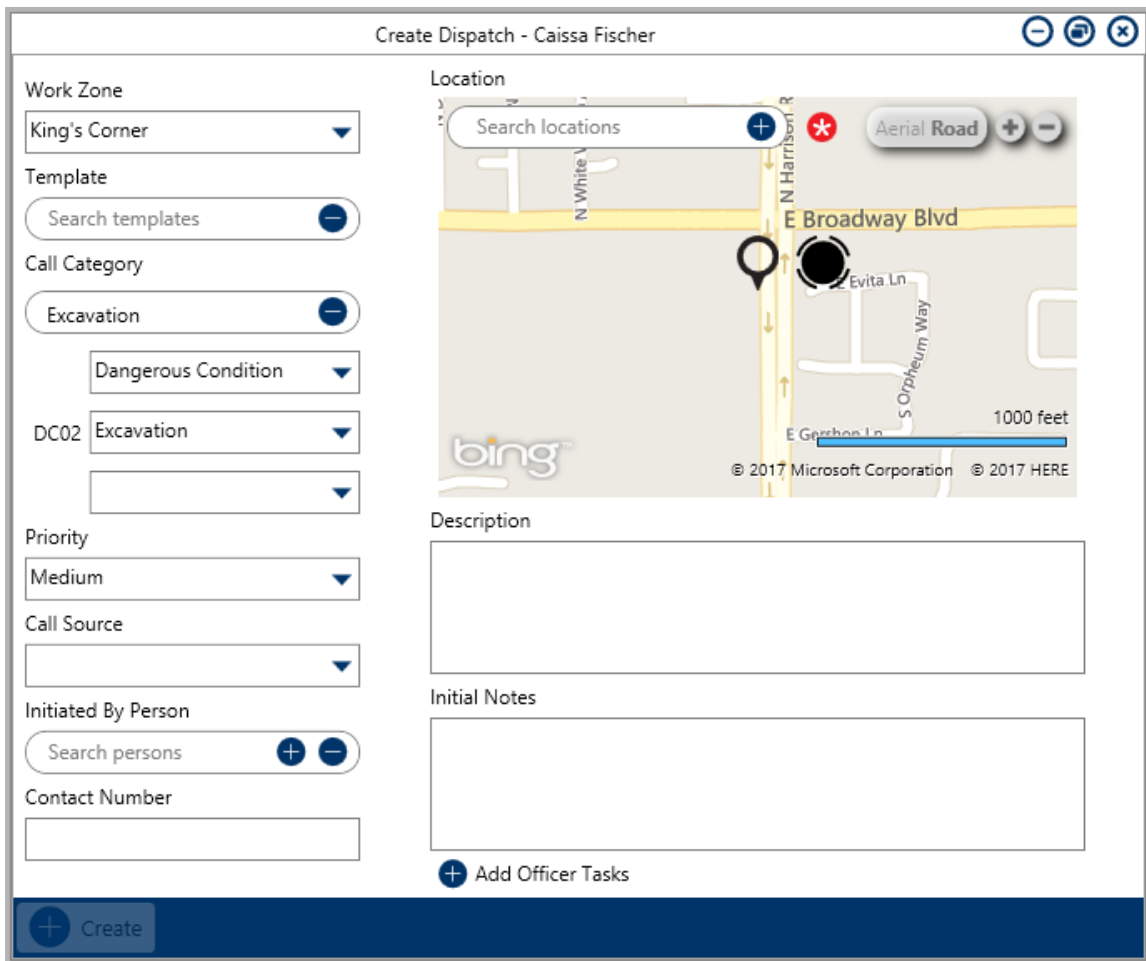 Create Dispatch - Caissa Fischer
Work Zone
King's Corner
Template
Search templates
Call Category
Excavation
Dangerous Condition
DC02 Excavation
Priority
Medium
Call Source
Initiated By Person
Search persons
Contact Number
Location
Search locations
Aerial Road
N White
N Harrison R
E Broadway Blvd
E Evita Ln
S Orpheum Way
1000 feet
E Gershon Ln
bing™
© 2017 Microsoft Corporation © 2017 HERE
Description
Initial Notes
Add Officer Tasks
Create